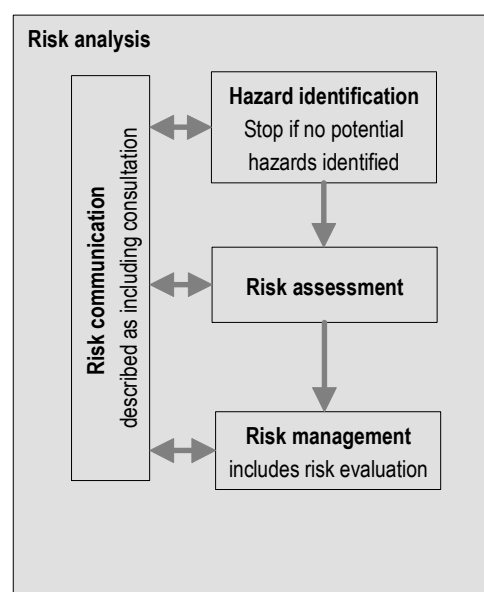 Risk analysis
Hazard identification
Stop if no potential
hazards identified
Risk communication
described as including consultation
Risk assessment
Risk management
includes risk evaluation